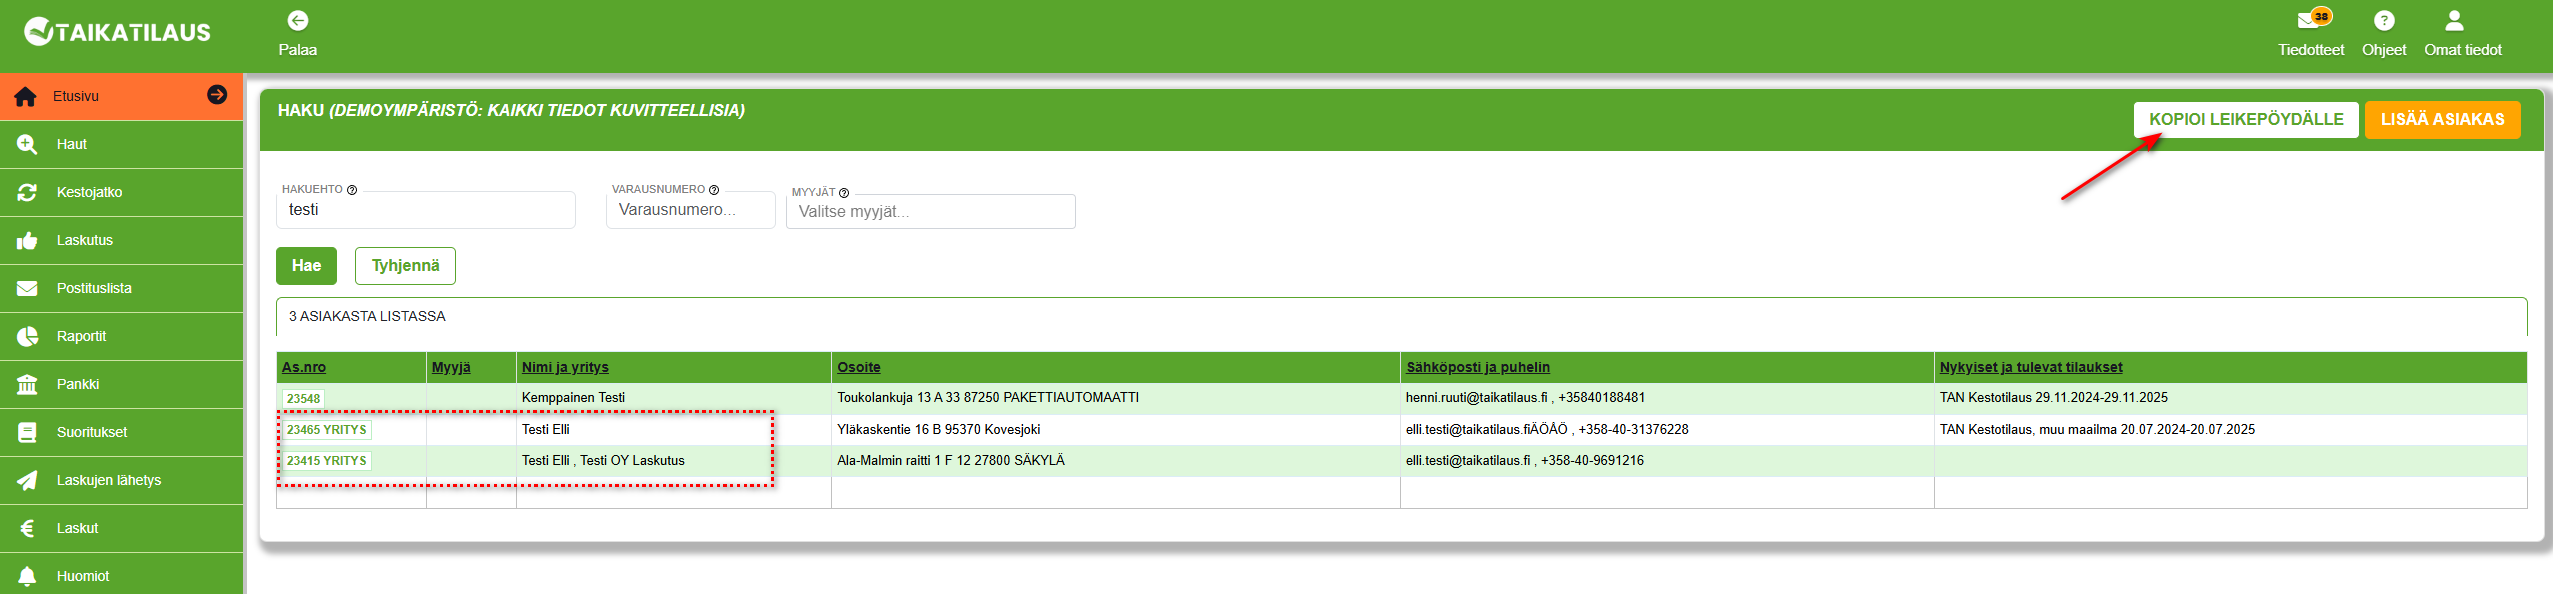 TAIKATILAUS
Palaa
38
Tiedotteet Ohjeet Omat tiedot
Etusivu
Haut
Kestojatko
Laskutus
Postituslista
Raportit
Pankki
Suoritukset
Laskujen lähetys
Laskut
Huomiot
HAKU (DEMOYMPÄRISTÖ: KAIKKI TIEDOT KUVITTEELLISIA)
KOPIOI LEIKEPÖYDÄLLE LISÄÄ ASIAKAS
HAKUEHTO VARAUSNUMERO MYYJÄT
testi Varausnumero... Valitse myyjät...
Hae Tyhjennä
3 ASIAKASTA LISTASSA
As.nro Myyjä Nimi ja yritys Osoite Sähköposti ja puhelin Nykyiset ja tulevat tilaukset
23548 Kemppainen Testi Toukolankuja 13 A 33 87250 PAKETTIAUTOMAATTI henni.ruuti@taikatilaus.fi , +35840188481 TAN Kestotilaus 29.11.2024-29.11.2025
23465 YRITYS Testi Elli Yläkaskentie 16 B 95370 Kovesjoki elli.testi@taikatilaus.fiÄÖÅÖ , +358-40-31376228 TAN Kestotilaus, muu maailma 20.07.2024-20.07.2025
23415 YRITYS Testi Elli , Testi OY Laskutus Ala-Malmin raitti 1 F 12 27800 SÄKYLÄ elli.testi@taikatilaus.fi , +358-40-9691216